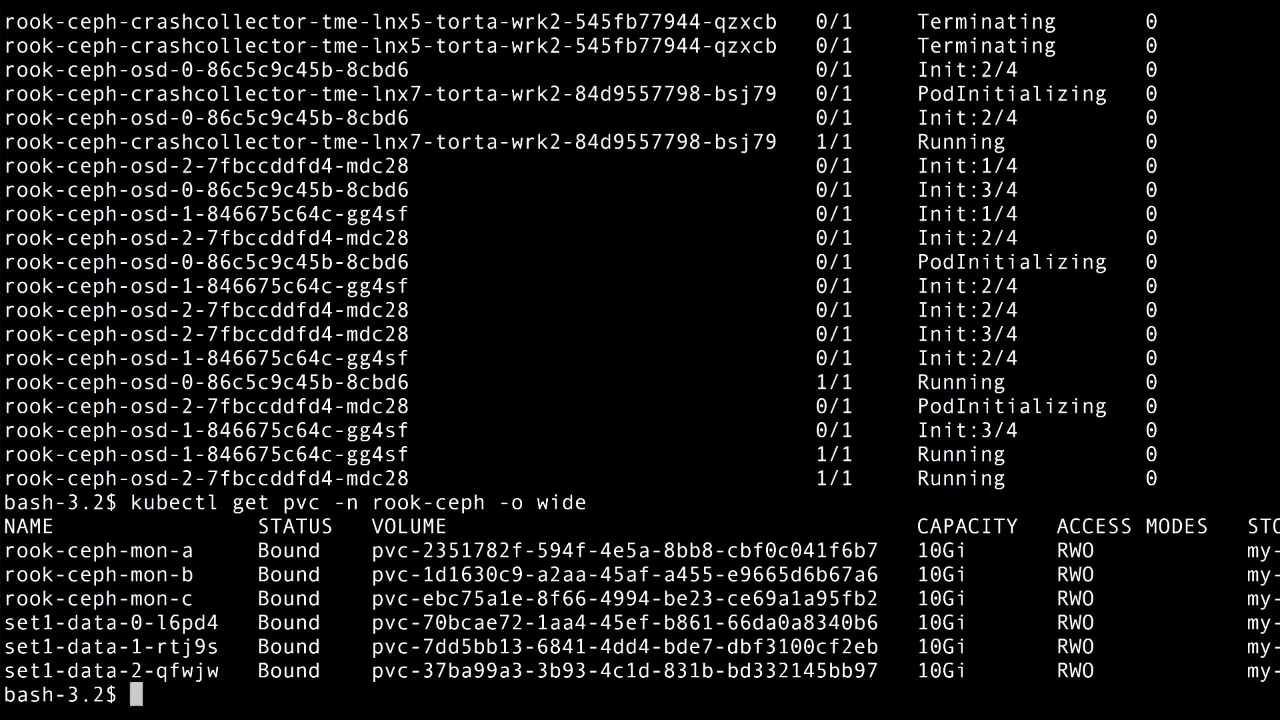 rook-ceph-crashcollector-tme-lnx5-torta-wrk2-545fb77944-qzxcb 0/1 Terminating 0
rook-ceph-crashcollector-tme-lnx5-torta-wrk2-545fb77944-qzxcb 0/1 Terminating 0
rook-ceph-osd-0-86c5c9c45b-8cbd6 0/1 Init:2/4 0
rook-ceph-crashcollector-tme-lnx7-torta-wrk2-84d9557798-bsj79 0/1 PodInitializing 0
rook-ceph-osd-0-86c5c9c45b-8cbd6 0/1 Init:2/4 0
rook-ceph-crashcollector-tme-lnx7-torta-wrk2-84d9557798-bsj79 1/1 Running 0
rook-ceph-osd-2-7fbccddfd4-mdc28 0/1 Init:1/4 0
rook-ceph-osd-0-86c5c9c45b-8cbd6 0/1 Init:3/4 0
rook-ceph-osd-1-846675c64c-gg4sf 0/1 Init:1/4 0
rook-ceph-osd-2-7fbccddfd4-mdc28 0/1 Init:2/4 0
rook-ceph-osd-0-86c5c9c45b-8cbd6 0/1 PodInitializing 0
rook-ceph-osd-1-846675c64c-gg4sf 0/1 Init:2/4 0
rook-ceph-osd-2-7fbccddfd4-mdc28 0/1 Init:2/4 0
rook-ceph-osd-2-7fbccddfd4-mdc28 0/1 Init:3/4 0
rook-ceph-osd-1-846675c64c-gg4sf 0/1 Init:2/4 0
rook-ceph-osd-0-86c5c9c45b-8cbd6 1/1 Running 0
rook-ceph-osd-2-7fbccddfd4-mdc28 0/1 PodInitializing 0
rook-ceph-osd-1-846675c64c-gg4sf 0/1 Init:3/4 0
rook-ceph-osd-1-846675c64c-gg4sf 1/1 Running 0
rook-ceph-osd-2-7fbccddfd4-mdc28 1/1 Running 0
bash-3.2$ kubectl get pvc -n rook-ceph -o wide
NAME STATUS VOLUME CAPACITY ACCESS MODES STO
rook-ceph-mon-a Bound pvc-2351782f-594f-4e5a-8bb8-cbf0c041f6b7 10Gi RWO my-
rook-ceph-mon-b Bound pvc-1d1630c9-a2aa-45af-a455-e9665d6b67a6 10Gi RWO my-
rook-ceph-mon-c Bound pvc-ebc75a1e-8f66-4994-be23-ce69a1a95fb2 10Gi RWO my-
set1-data-0-l6pd4 Bound pvc-70bcae72-1aa4-45ef-b861-66da0a8340b6 10Gi RWO my-
set1-data-1-rtj9s Bound pvc-7dd5bb13-6841-4dd4-bde7-dbf3100cf2eb 10Gi RWO my-
set1-data-2-qfwjw Bound pvc-37ba99a3-3b93-4c1d-831b-bd332145bb97 10Gi RWO my-
bash-3.2$